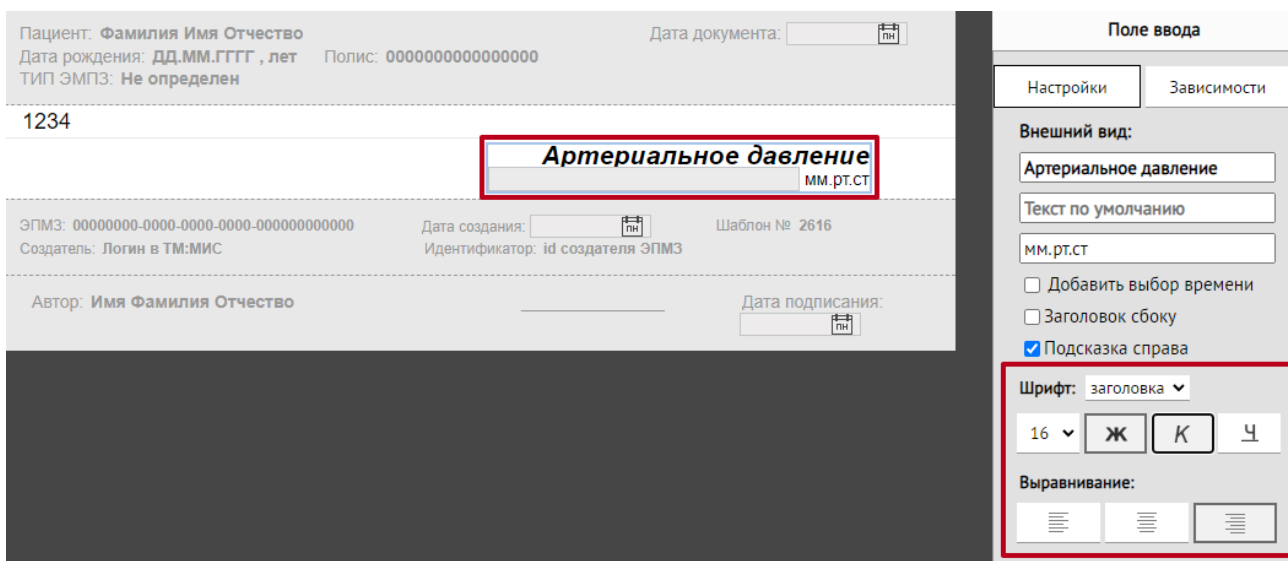 Пациент: Фамилия Имя Отчество Дата документа: ПН
Дата рождения: ДД.ММ.ГГГГ , лет Полис: 0000000000000000
ТИП ЭМПЗ: Не определен
1234
Артериальное давление
мм.рт.ст
ЭПМЗ: 00000000-0000-0000-0000-000000000000 Дата создания: ПН Шаблон № 2616
Создатель: Логин в ТМ:МИС Идентификатор: id создателя ЭПМЗ
Автор: Имя Фамилия Отчество Дата подписания:
ПН
Поле ввода
Настройки Зависимости
Внешний вид:
Артериальное давление
Текст по умолчанию
мм.рт.ст
Добавить выбор времени
Заголовок сбоку
Подсказка справа
Шрифт: заголовка
16 Ж К Ч
Выравнивание: